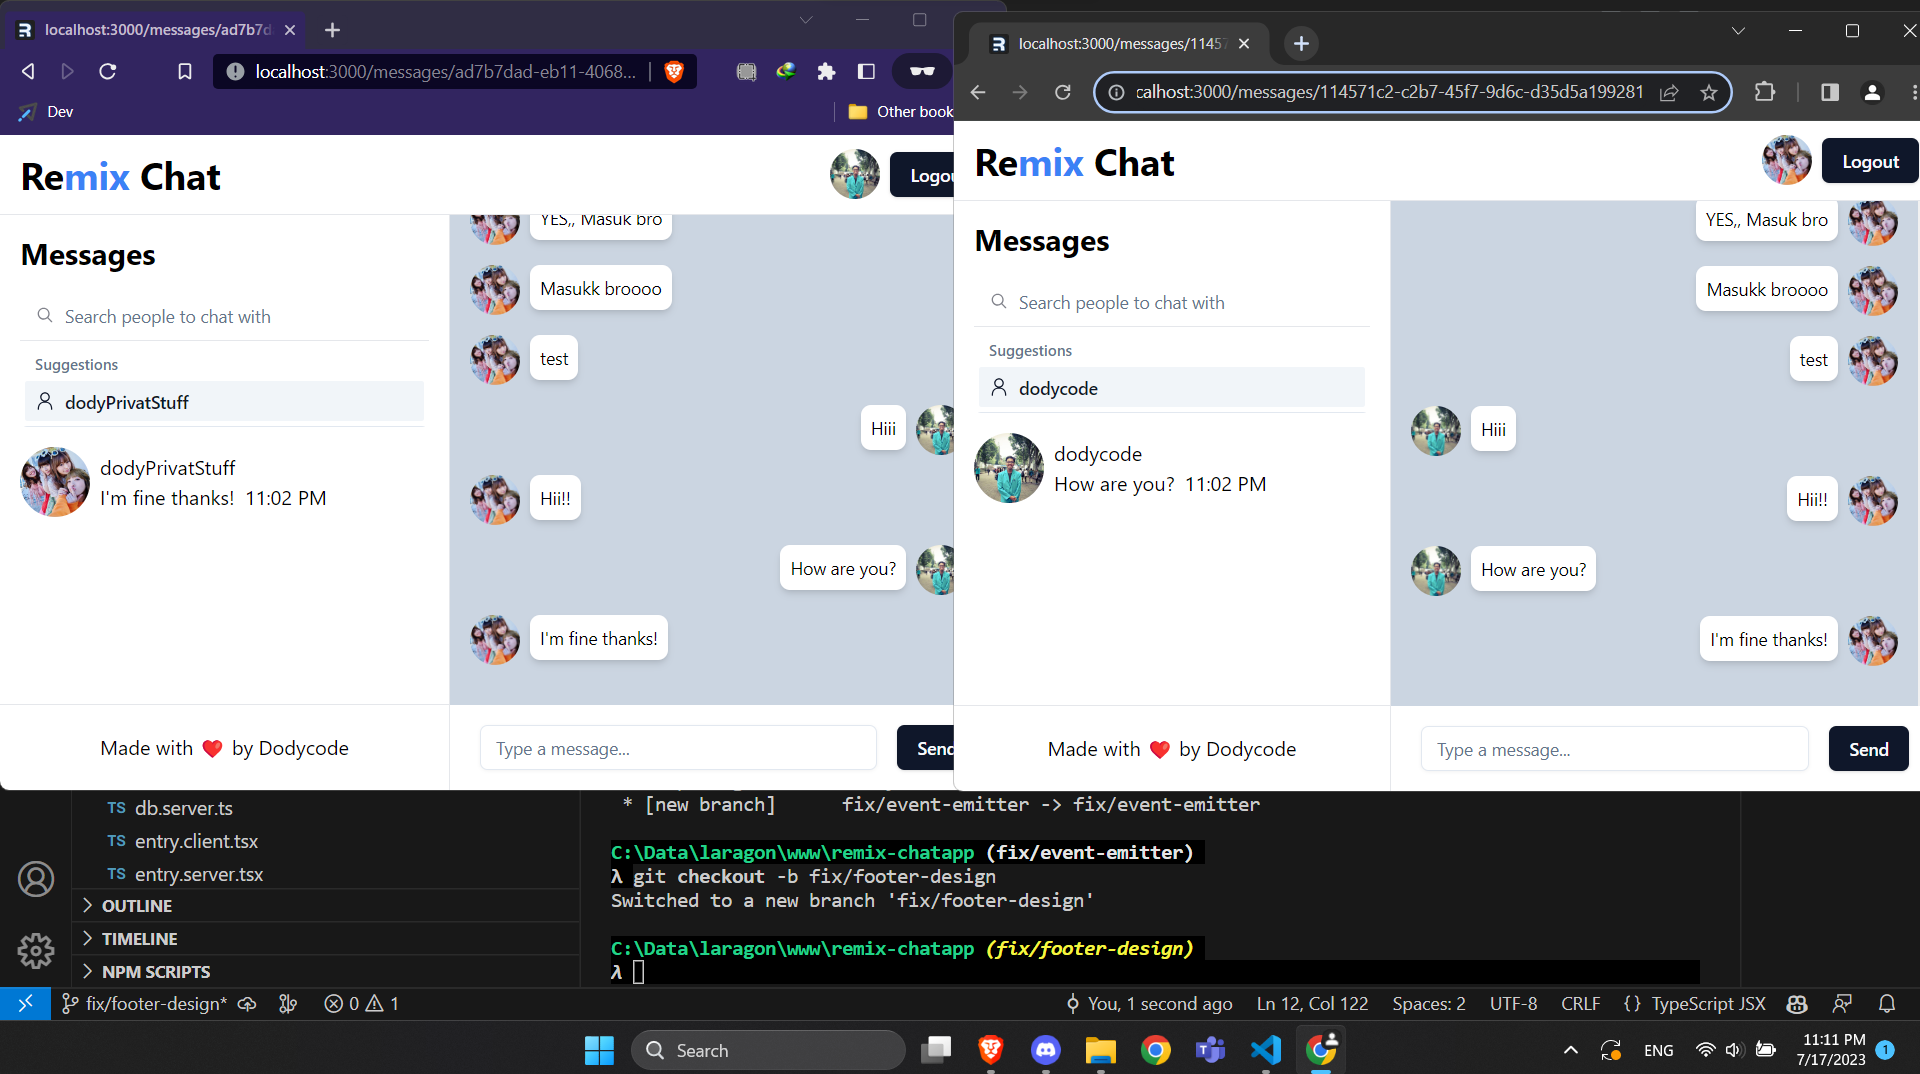 localhost:3000/messages/ad7b7d
localhost:3000/messages/ad7b7dad-eb11-4068...
Dev
Other book
Remix Chat
Logou
Messages
Search people to chat with
Suggestions
dodyPrivatStuff
dodyPrivatStuff
I'm fine thanks! 11:02 PM
YES,, Masuk bro
Masukk broooo
test
Hiii
Hii!!
How are you?
I'm fine thanks!
Made with ❤️ by Dodycode
Type a message...
Send
localhost:3000/messages/11457
calhost:3000/messages/114571c2-c2b7-45f7-9d6c-d35d5a199281
Remix Chat
Logout
Messages
Search people to chat with
Suggestions
dodycode
dodycode
How are you? 11:02 PM
YES,, Masuk bro
Masukk broooo
test
Hiii
Hii!!
How are you?
I'm fine thanks!
Made with ❤️ by Dodycode
Type a message...
Send
TS db.server.ts
TS entry.client.tsx
TS entry.server.tsx
OUTLINE
TIMELINE
NPM SCRIPTS
* [new branch] fix/event-emitter -> fix/event-emitter
C:\Data\laragon\www\remix-chatapp (fix/event-emitter)
λ git checkout -b fix/footer-design
Switched to a new branch 'fix/footer-design'
C:\Data\laragon\www\remix-chatapp (fix/footer-design)
λ
fix/footer-design* 0 1 You, 1 second ago Ln 12, Col 122 Spaces: 2 UTF-8 CRLF {} TypeScript JSX
Search
ENG
11:11 PM
7/17/2023
1